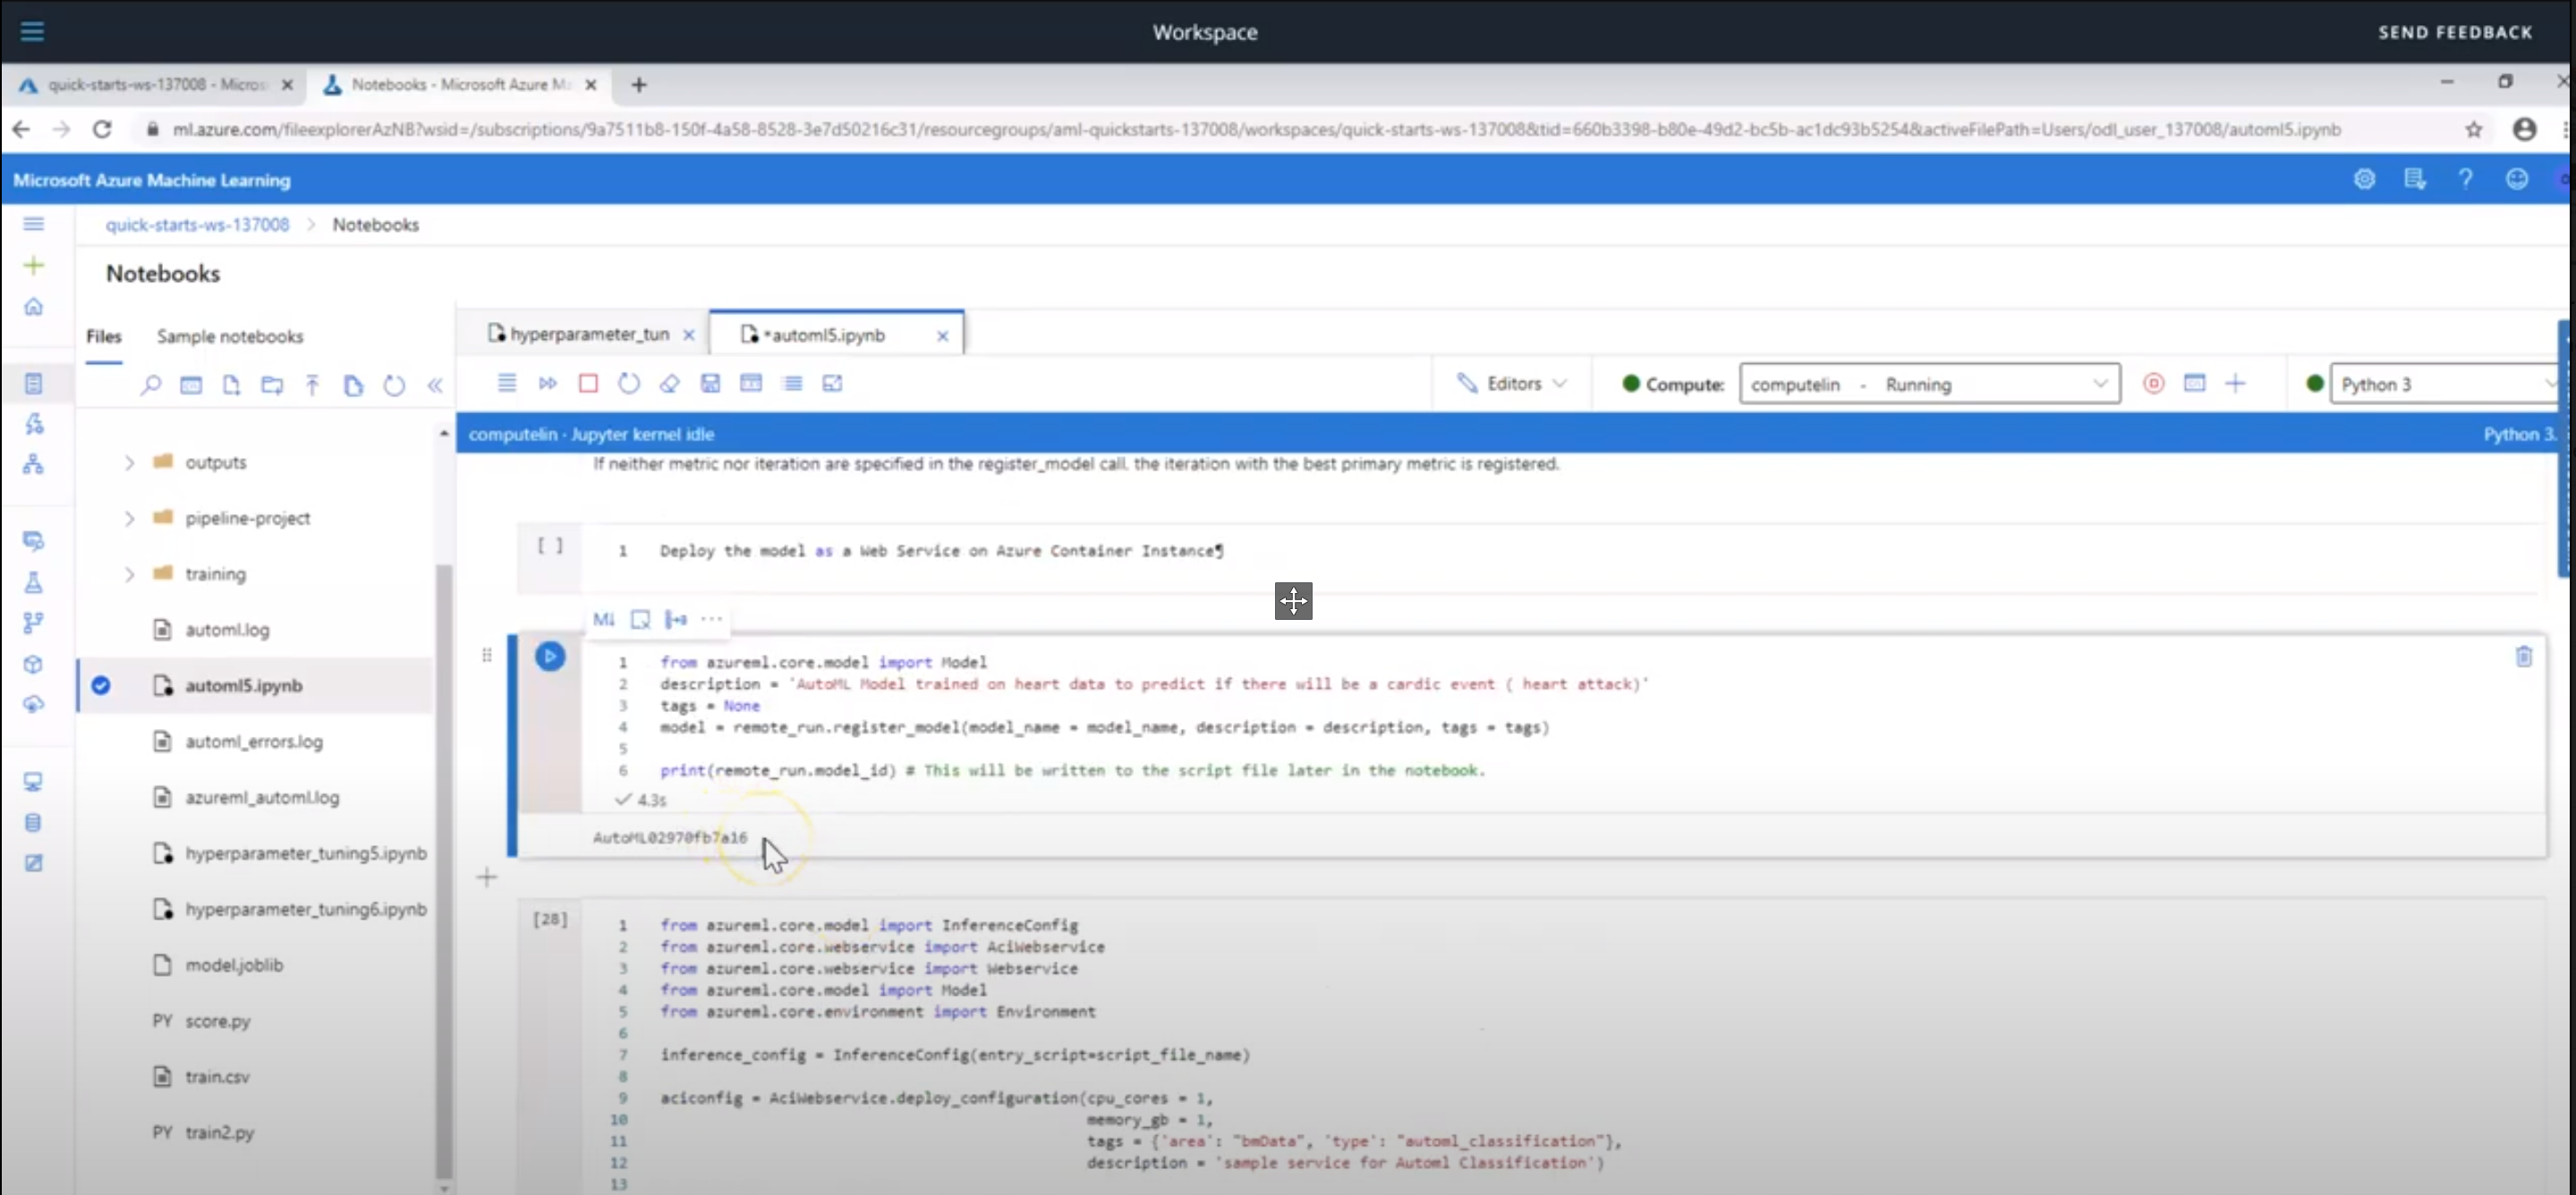 Workspace
SEND FEEDBACK
quick-starts-ws-137008 - Micros
Notebooks - Microsoft Azure Ma
ml.azure.com/fileexplorerAzNB?wsid=/subscriptions/9a7511b8-150f-4a58-8528-3e7d50216c31/resourcegroups/aml-quickstarts-137008/workspaces/quick-starts-ws-137008&tid=660b3398-b80e-49d2-bc5b-ac1dc93b5254&activeFilePath=Users/odl_user_137008/automl5.ipynb
Microsoft Azure Machine Learning
quick-starts-ws-137008 > Notebooks
Notebooks
Files
Sample notebooks
outputs
pipeline-project
training
automl.log
automl5.ipynb
automl_errors.log
azureml_automl.log
hyperparameter_tuning5.ipynb
hyperparameter_tuning6.ipynb
model.joblib
PY score.py
train.csv
PY train2.py
hyperparameter_tun
*automl5.ipynb
Editors
Compute: computelin - Running
Python 3
computelin · Jupyter kernel idle
Python 3.
If neither metric nor iteration are specified in the register_model call, the iteration with the best primary metric is registered.
[ ]
1 Deploy the model as a Web Service on Azure Container Instance¶
M↓
1 from azureml.core.model import Model
2 description = 'AutoML Model trained on heart data to predict if there will be a cardic event ( heart attack)'
3 tags = None
4 model = remote_run.register_model(model_name = model_name, description = description, tags = tags)
5
6 print(remote_run.model_id) # This will be written to the script file later in the notebook.
4.3s
AutoML02970fb7a16
[28]
1 from azureml.core.model import InferenceConfig
2 from azureml.core.webservice import AciWebservice
3 from azureml.core.webservice import Webservice
4 from azureml.core.model import Model
5 from azureml.core.environment import Environment
6
7 inference_config = InferenceConfig(entry_script=script_file_name)
8
9 aciconfig = AciWebservice.deploy_configuration(cpu_cores = 1,
10 memory_gb = 1,
11 tags = {'area': "bmData", 'type': "automl_classification"},
12 description = 'sample service for Automl Classification')
13